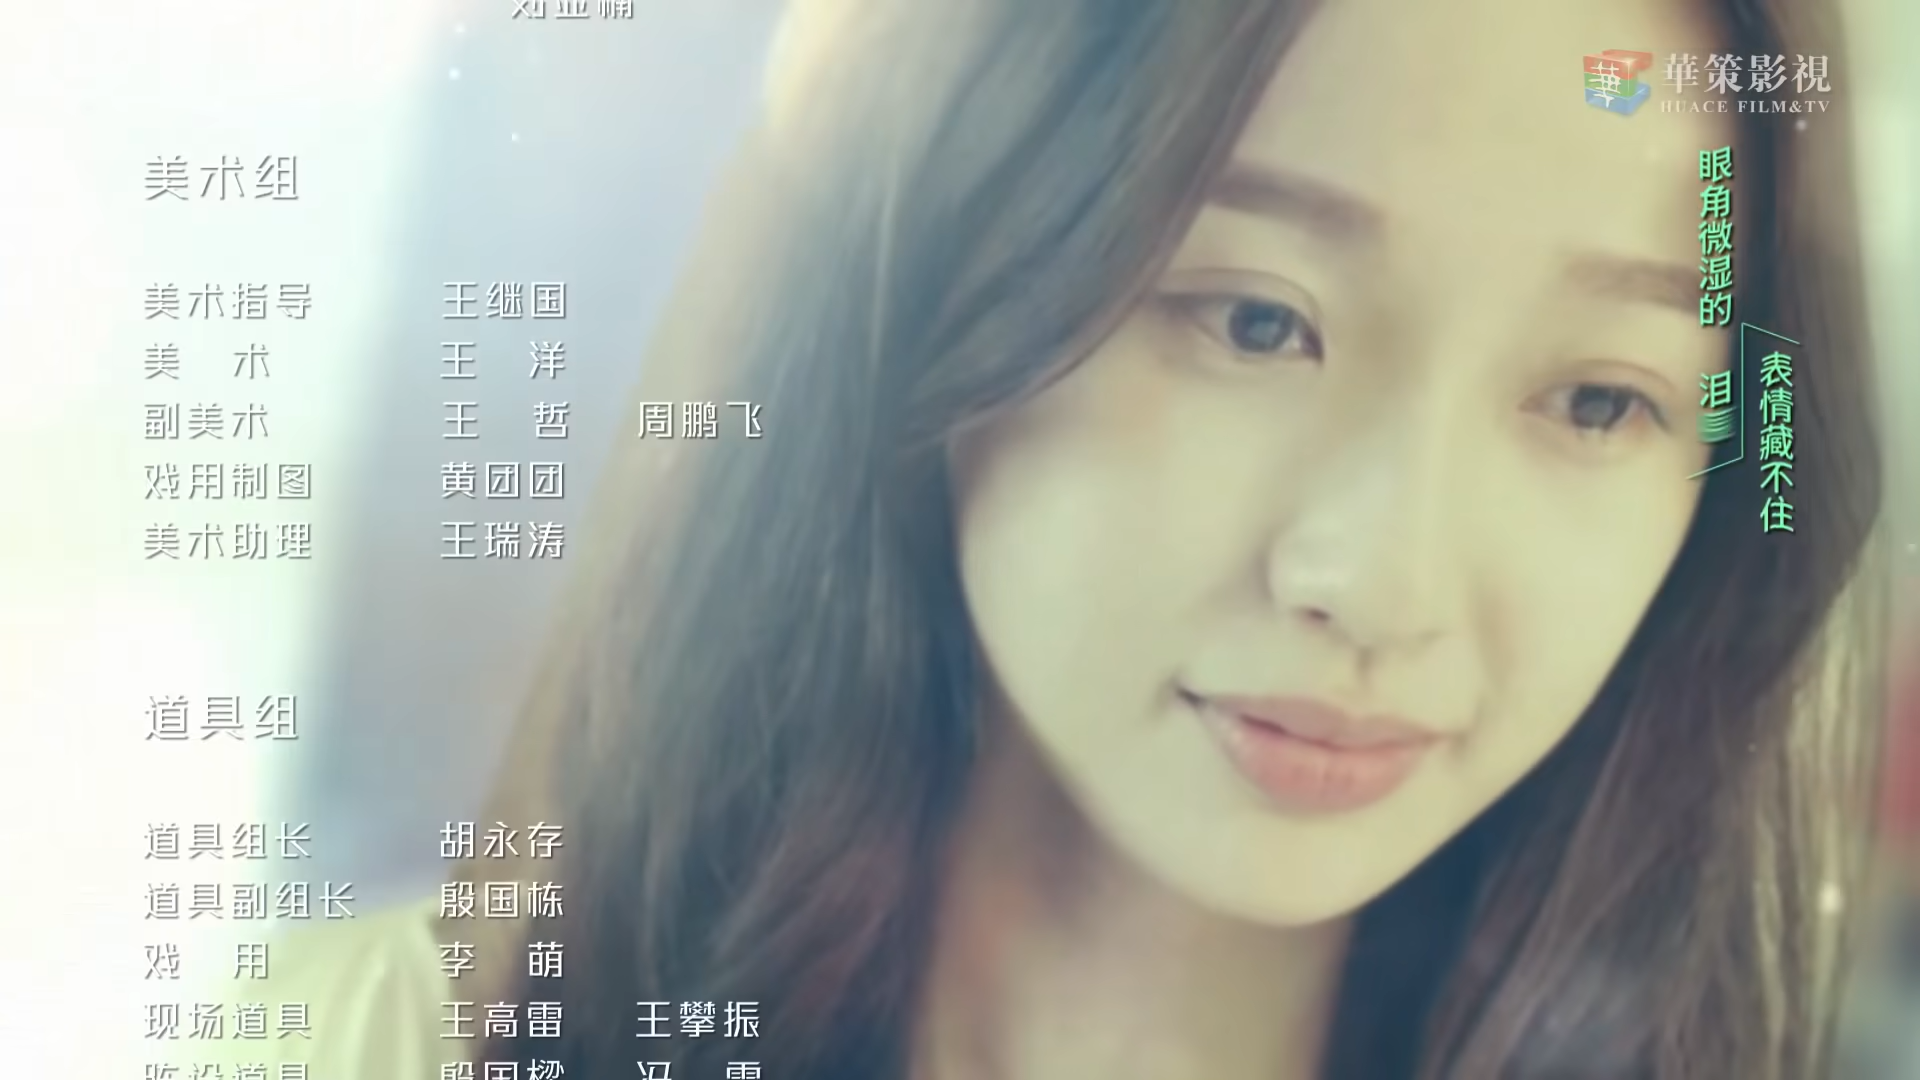 華策影視
HUACE FILM&TV
眼角微湿的 泪
表情藏不住
美术组
美术指导 王继国
美 术 王 洋
副美术 王 哲 周鹏飞
戏用制图 黄团团
美术助理 王瑞涛
道具组
道具组长 胡永存
道具副组长 殷国栋
戏 用 李 萌
现场道具 王高雷 王攀振